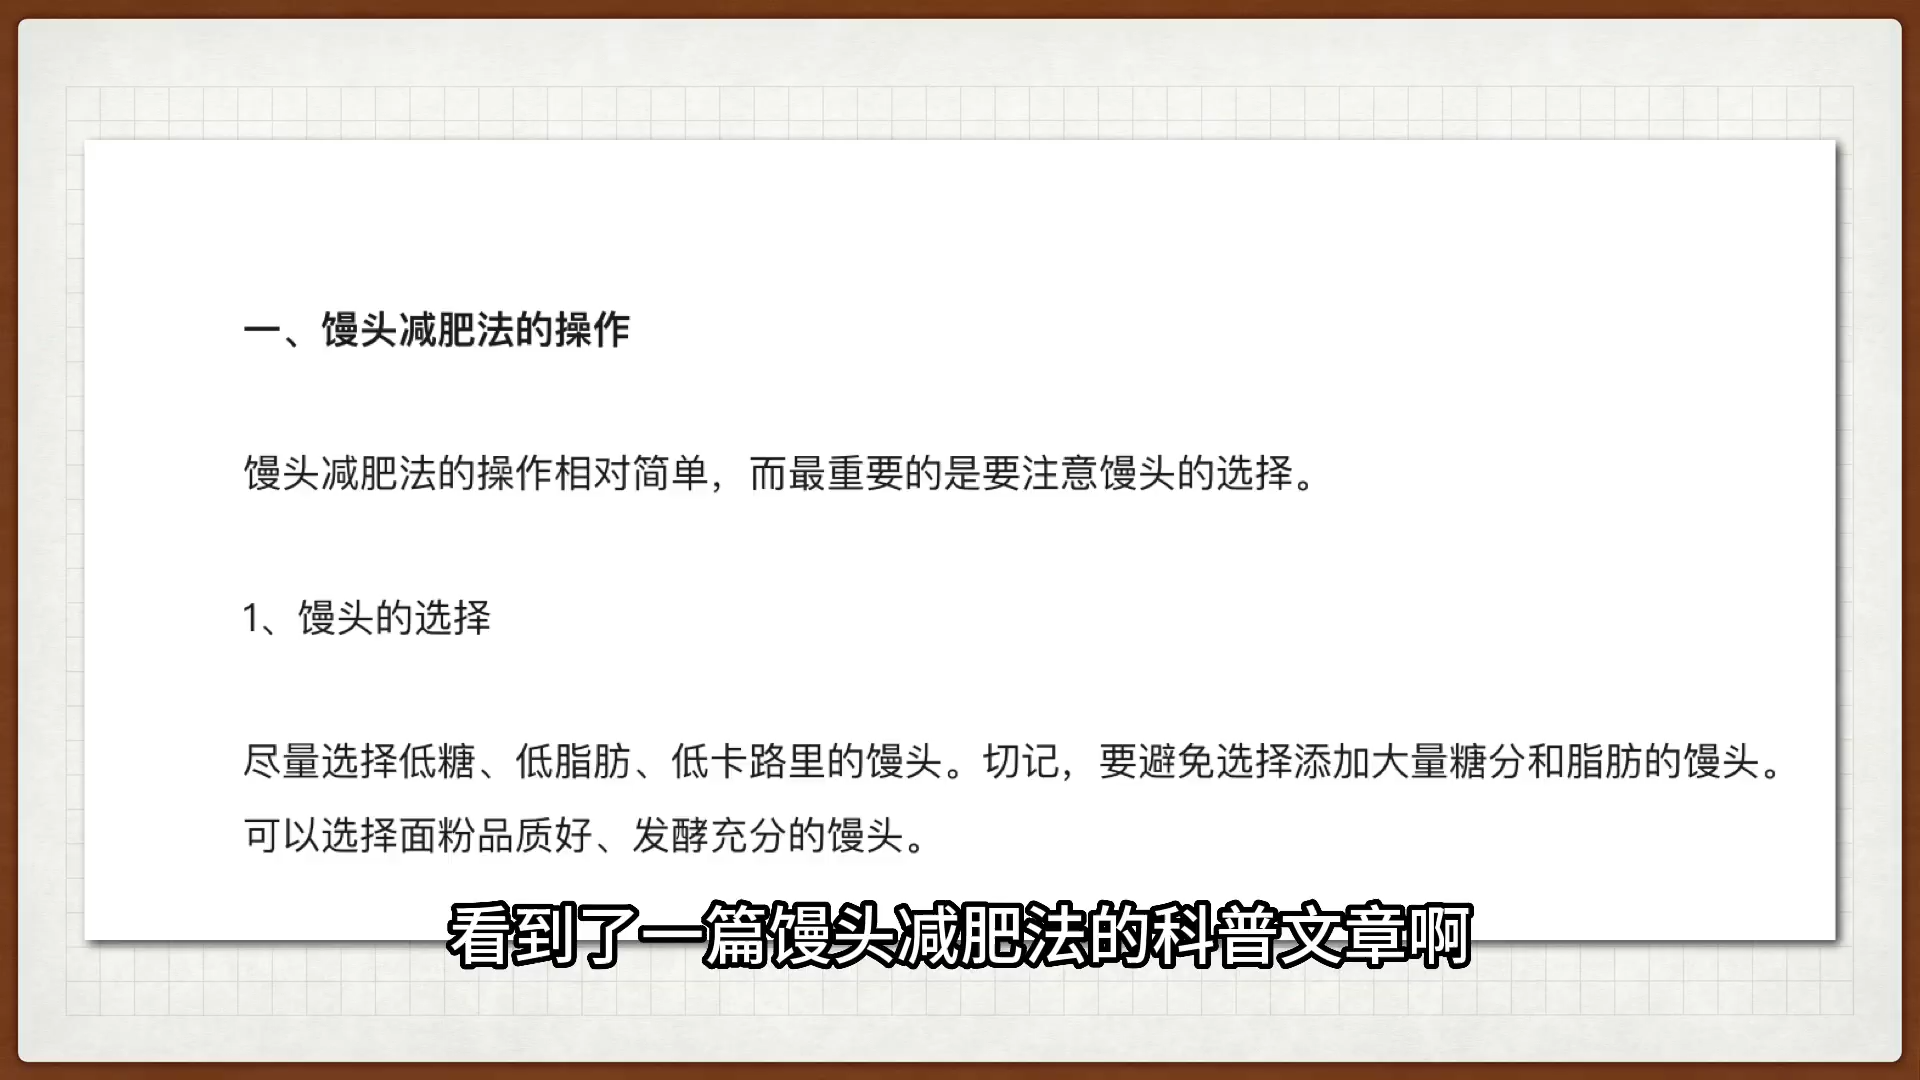 一、馒头减肥法的操作
馒头减肥法的操作相对简单，而最重要的是要注意馒头的选择。
1、馒头的选择
尽量选择低糖、低脂肪、低卡路里的馒头。切记，要避免选择添加大量糖分和脂肪的馒头。
可以选择面粉品质好、发酵充分的馒头。
看到了一篇馒头减肥法的科普文章啊